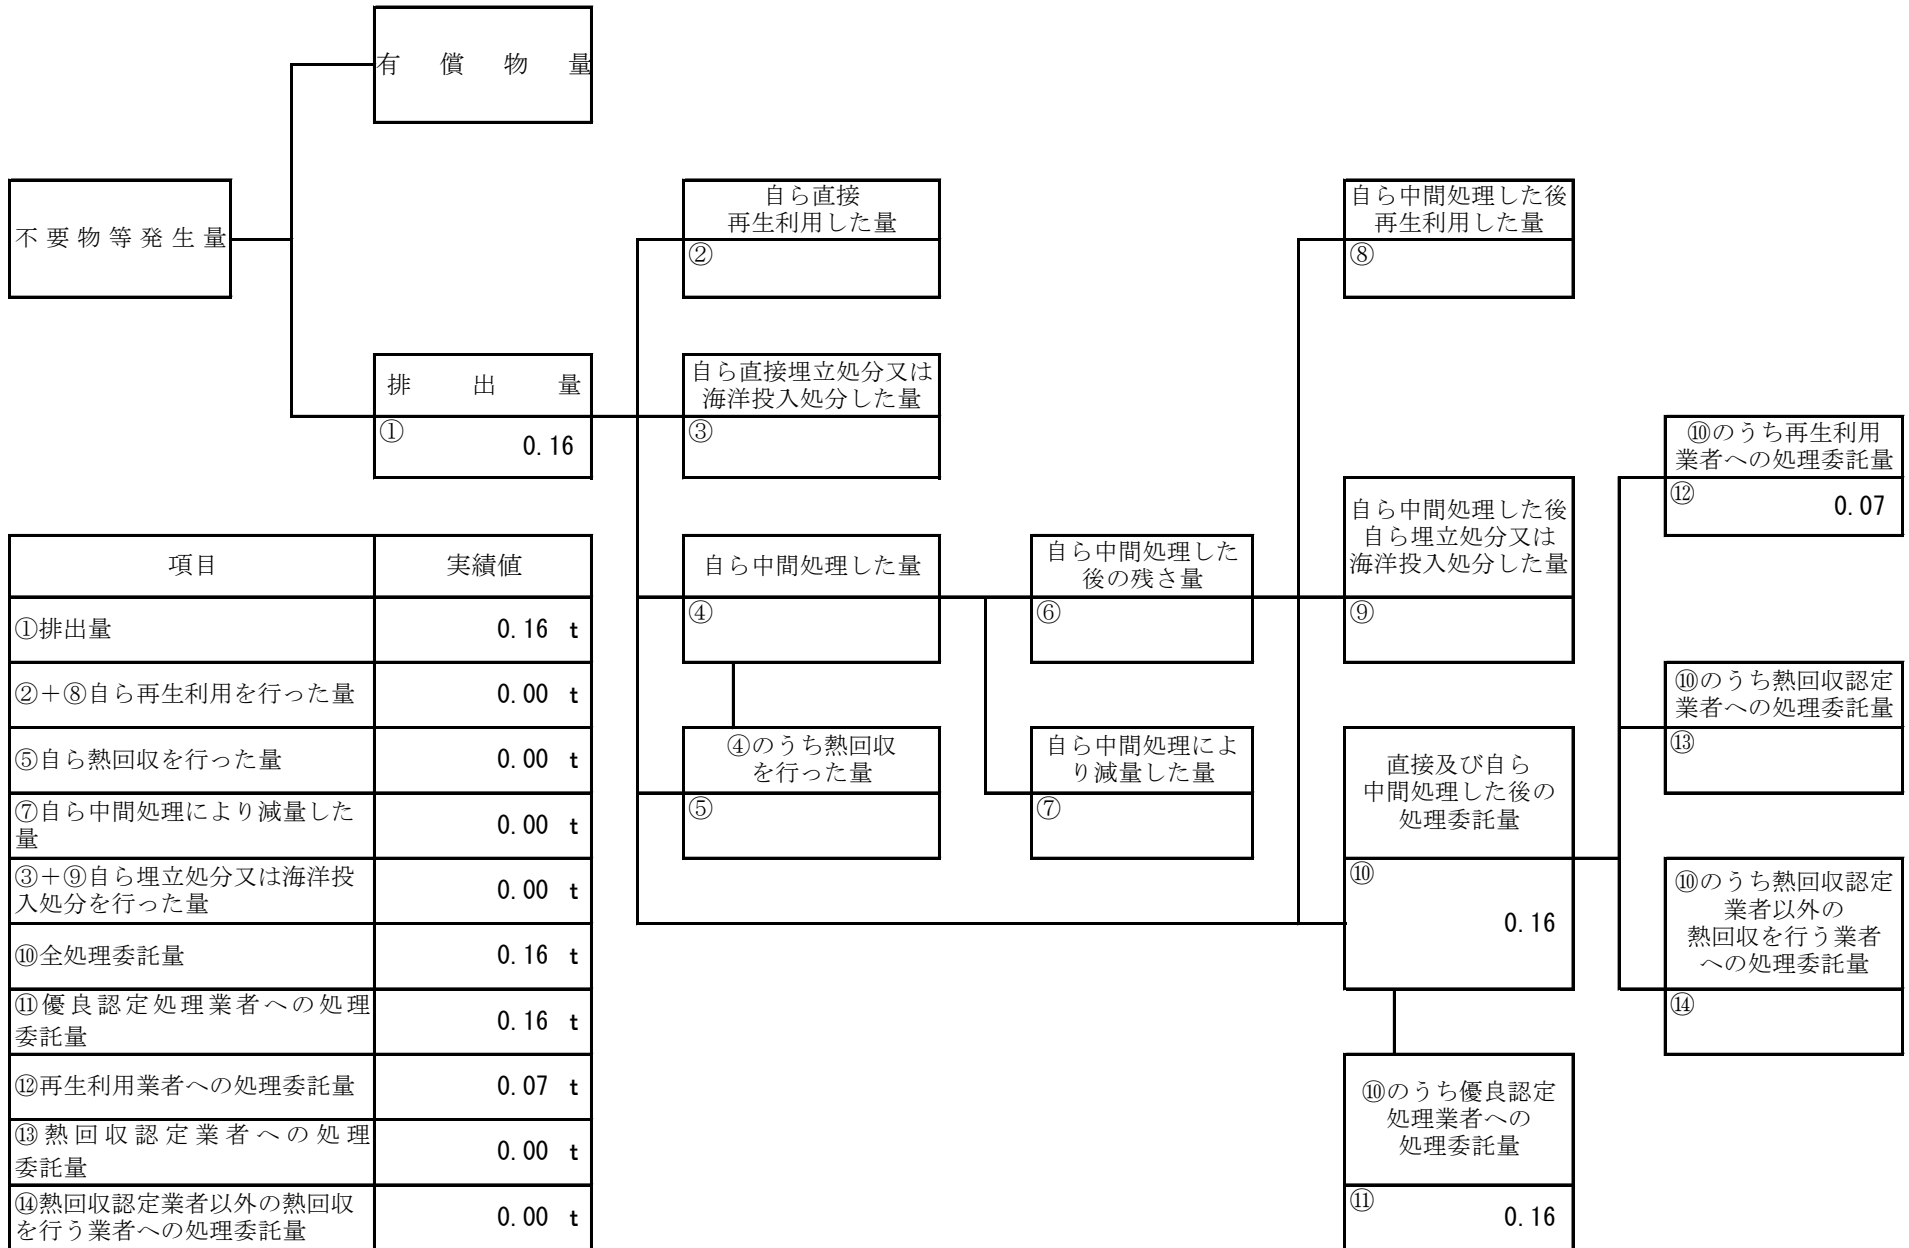 有償物量
不要物等発生量
自ら直接
再生利用した量
②
自ら中間処理した後
再生利用した量
⑧
排出量
①
0.16
自ら直接埋立処分又は
海洋投入処分した量
③
⑩のうち再生利用
業者への処理委託量
⑫
0.07
自ら中間処理した量
④
自ら中間処理した
後の残さ量
⑥
自ら中間処理した後
自ら埋立処分又は
海洋投入処分した量
⑨
⑩のうち熱回収認定
業者への処理委託量
⑬
④のうち熱回収
を行った量
⑤
自ら中間処理によ
り減量した量
⑦
直接及び自ら
中間処理した後の
処理委託量
⑩
0.16
⑩のうち熱回収認定
業者以外の
熱回収を行う業者
への処理委託量
⑭
⑩のうち優良認定
処理業者への
処理委託量
⑪
0.16
項目 実績値
①排出量 0.16 t
②+⑧自ら再生利用を行った量 0.00 t
⑤自ら熱回収を行った量 0.00 t
⑦自ら中間処理により減量した
量 0.00 t
③+⑨自ら埋立処分又は海洋投
入処分を行った量 0.00 t
⑩全処理委託量 0.16 t
⑪優良認定処理業者への処理
委託量 0.16 t
⑫再生利用業者への処理委託量 0.07 t
⑬熱回収認定業者への処理
委託量 0.00 t
⑭熱回収認定業者以外の熱回収
を行う業者への処理委託量 0.00 t